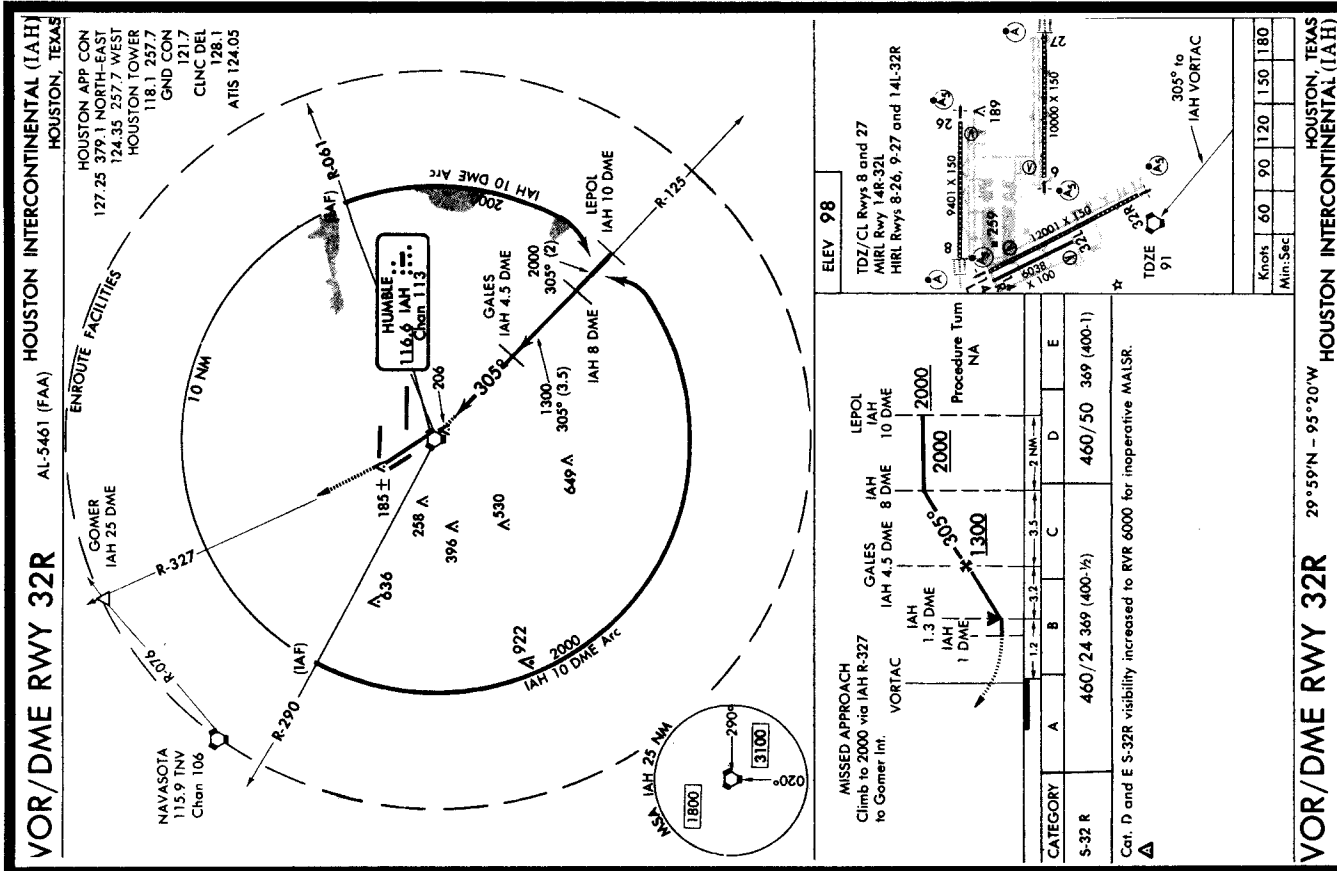 VOR/DME RWY 32R
AL-5461 (FAA)
HOUSTON INTERCONTINENTAL (IAH)
HOUSTON, TEXAS
HOUSTON APP CON
127.25 379.1 NORTH-EAST
124.35 257.7 WEST
HOUSTON TOWER
118.1 257.7
GND CON
121.7
CLNC DEL
128.1
ATIS 124.05
ENROUTE FACILITIES
10 NM
GOMER
IAH 25 DME
R-327
R-076
NAVASOTA
115.9 TNV
Chan 106
R-290
(IAF)
(IAF) R-061
HUMBLE
116.6 IAH
Chan 113
IAH 10 DME Arc
2000
LEPOL
IAH 10 DME
R-125
GALES
IAH 4.5 DME
2000
305° (2)
IAH 8 DME
1300
305° (3.5)
305°
206
185 ±
258
396
530
649
636
922
2000
IAH 10 DME Arc
MSA IAH 25 NM
1800
3100
290°
020°
MISSED APPROACH
Climb to 2000 via IAH R-327
to Gomer Int.
VORTAC
IAH
1.3 DME
IAH
1 DME
GALES
IAH 4.5 DME
IAH
8 DME
LEPOL
IAH
10 DME
1300
305°
2000
2000
Procedure Turn
NA
1.2
3.2
3.5
2 NM
CATEGORY A B C D E
S-32 R 460/24 369 (400-½) 460/50 369 (400-1)
Cat. D and E S-32R visibility increased to RVR 6000 for inoperative MALSR.
ELEV 98
TDZ/CL Rwys 8 and 27
MIRL Rwy 14R-32L
HIRL Rwys 8-26, 9-27 and 14L-32R
8
9401 X 150
26
189
259
10000 X 150
27
12001 X 150
6038
X 100
32L
32R
TDZE
91
305° to
IAH VORTAC
Knots 60 90 120 150 180
Min:Sec
VOR/DME RWY 32R
29°59'N – 95°20'W
HOUSTON, TEXAS
HOUSTON INTERCONTINENTAL (IAH)